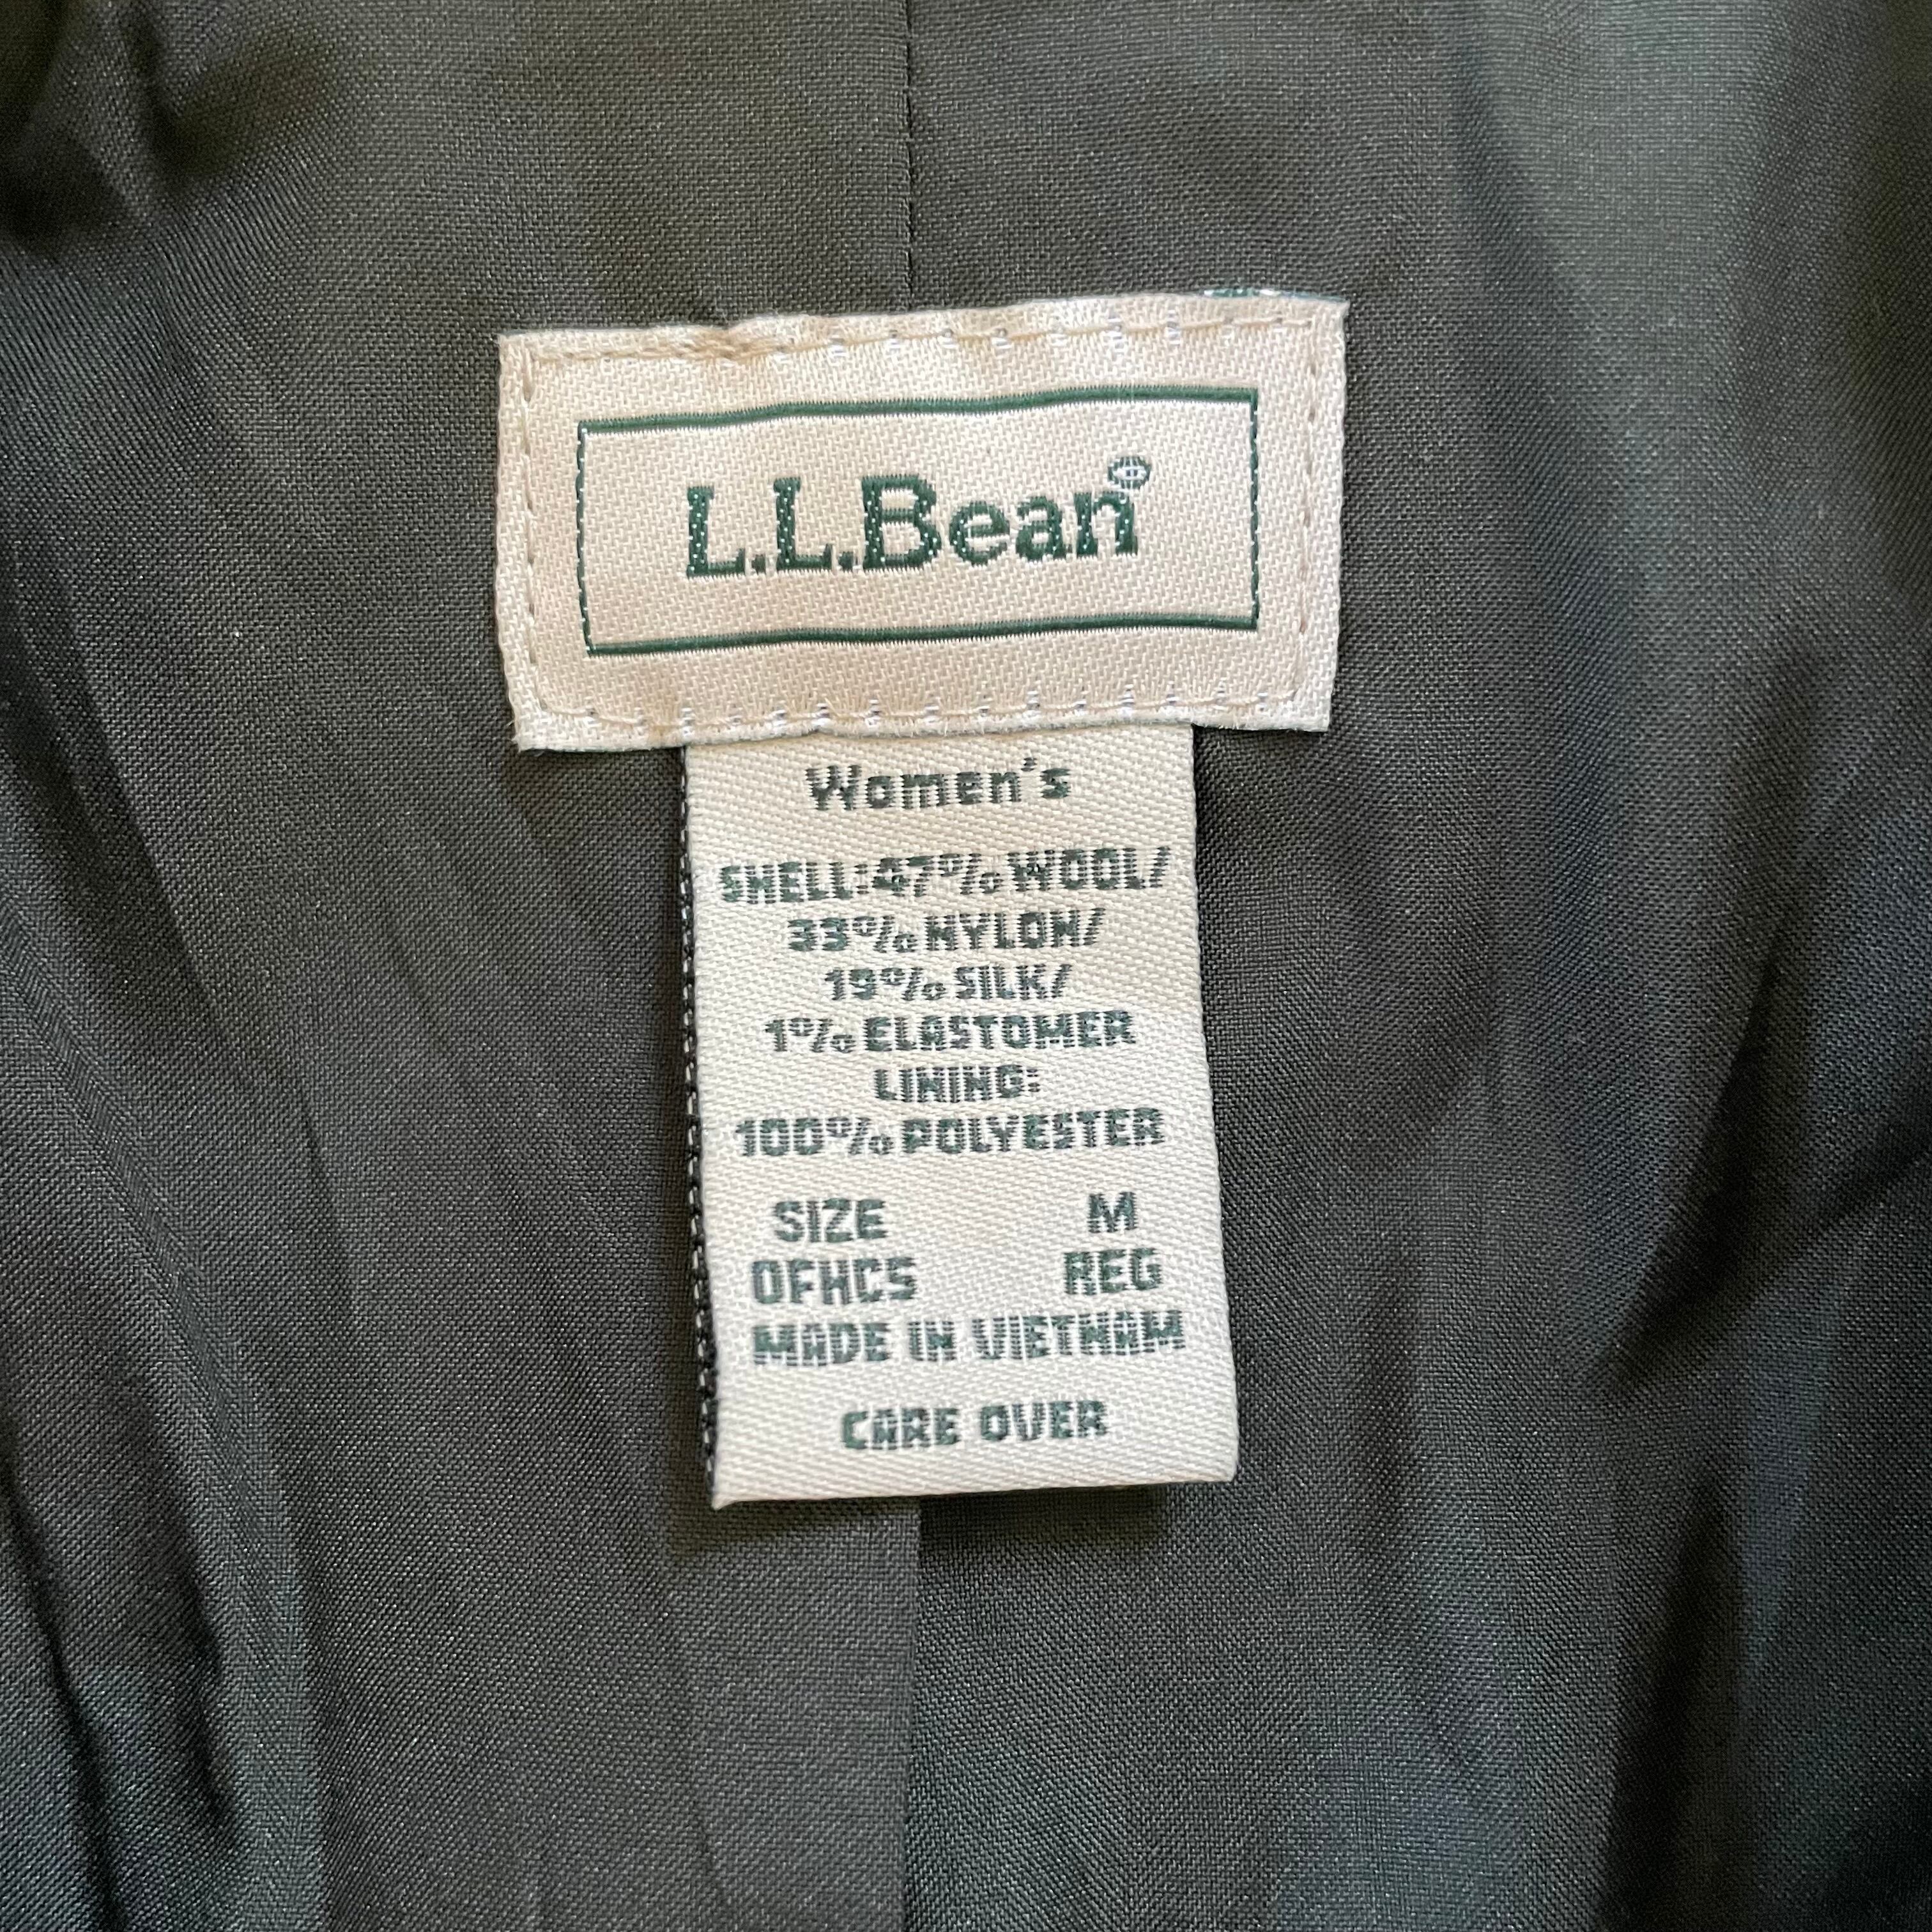 L.L.Bean®
Women's
SHELL:47% WOOL/
33% NYLON/
19% SILK/
1% ELASTOMER
LINING:
100% POLYESTER
SIZE M
0FHC5 REG
MADE IN VIETNAM
CARE OVER